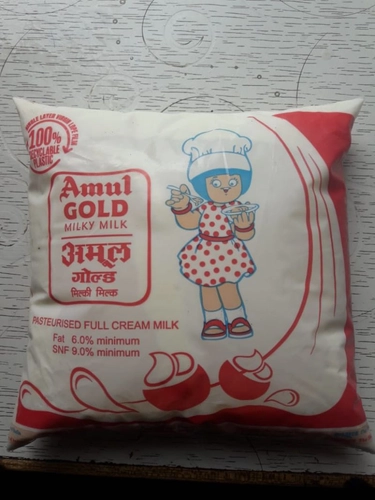 100%
RECYCLABLE
PLASTIC
Amul
GOLD
MILKY MILK
अमूल
गोल्ड
मिल्की मिल्क
PASTEURISED FULL CREAM MILK
Fat 6.0% minimum
SNF 9.0% minimum